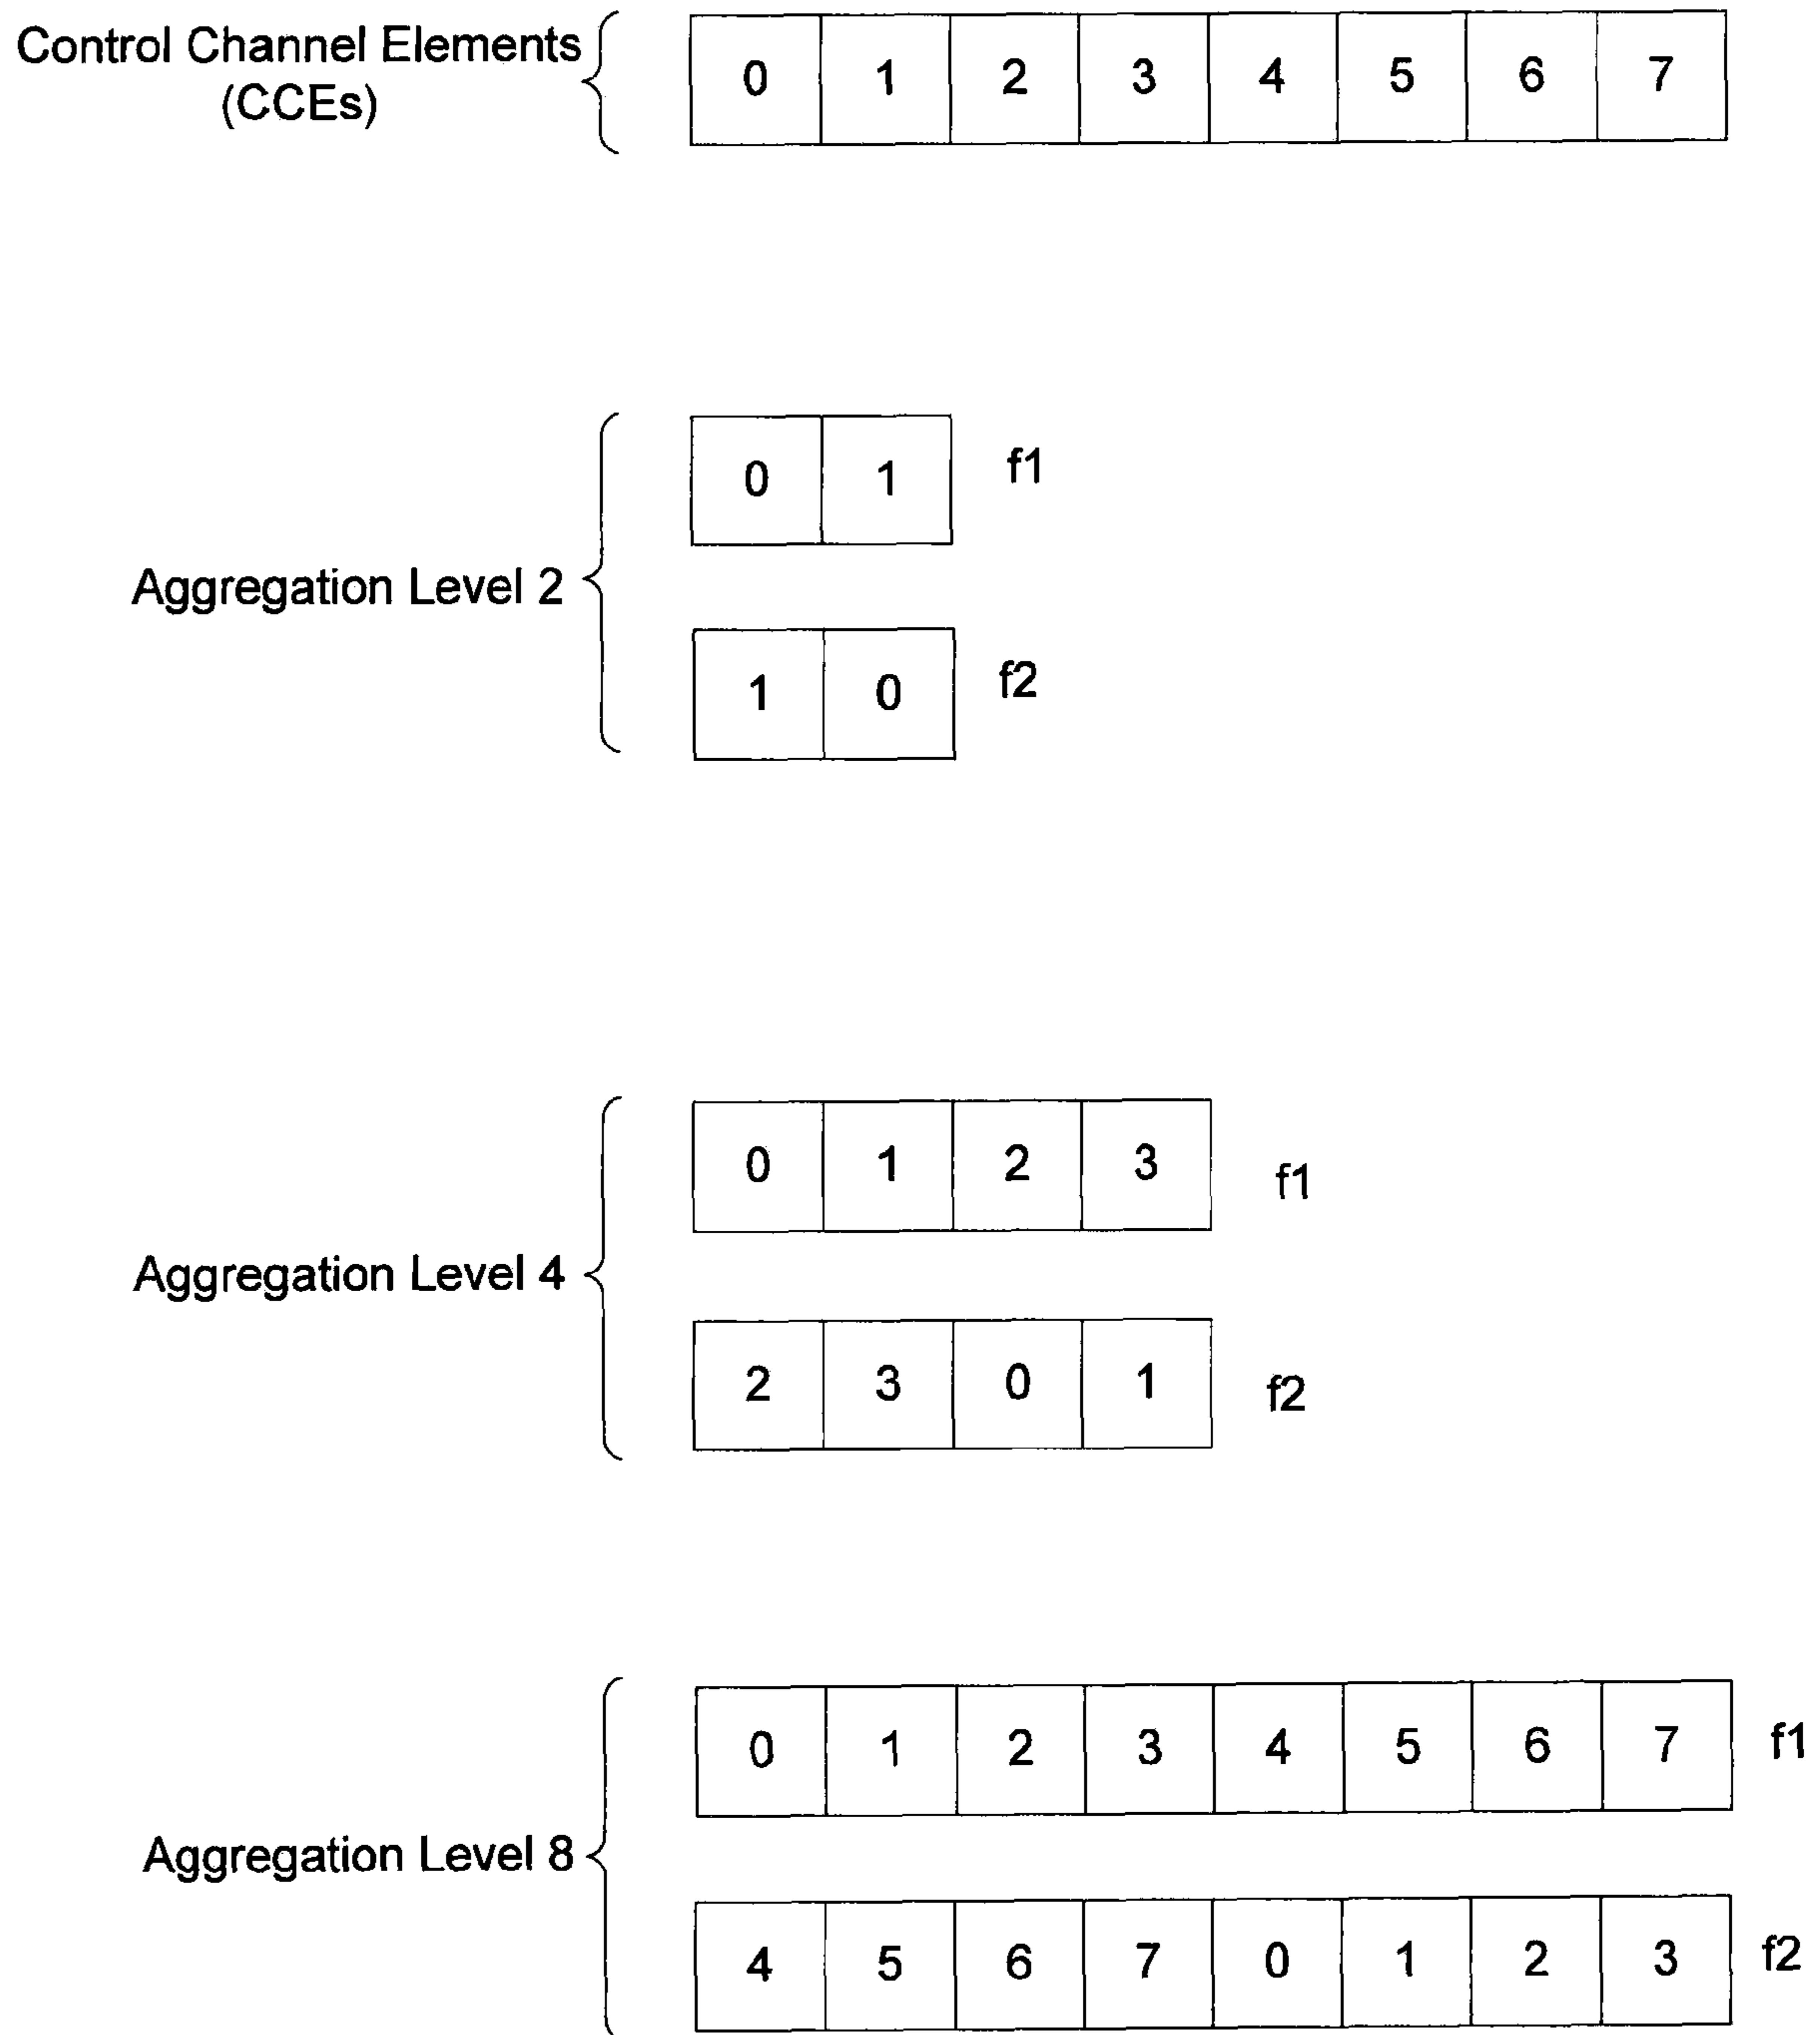 Control Channel Elements
(CCEs)
0 1 2 3 4 5 6 7
Aggregation Level 2
0 1 f1
1 0 f2
Aggregation Level 4
0 1 2 3 f1
2 3 0 1 f2
Aggregation Level 8
0 1 2 3 4 5 6 7 f1
4 5 6 7 0 1 2 3 f2